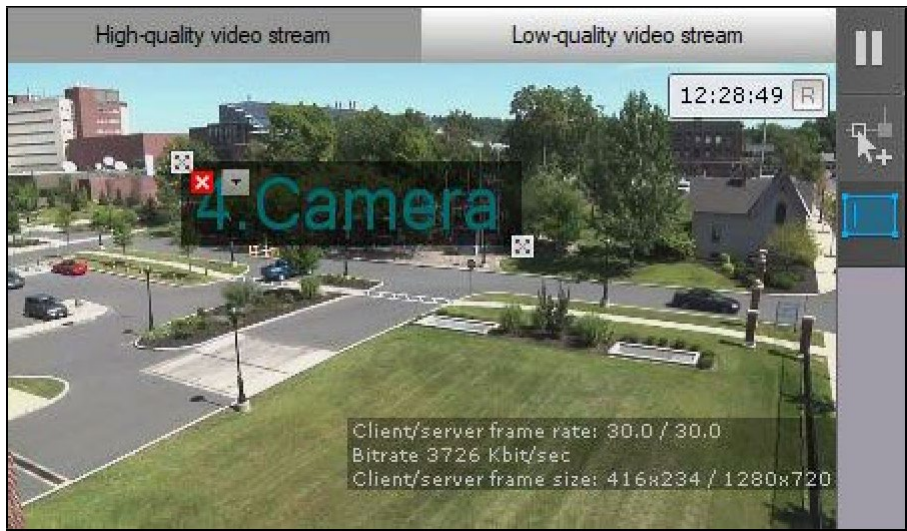 High-quality video stream
Low-quality video stream
12:28:49 R
4.Camera
Client/server frame rate: 30.0 / 30.0
Bitrate 3726 Kbit/sec
Client/server frame size: 416x234 / 1280x720